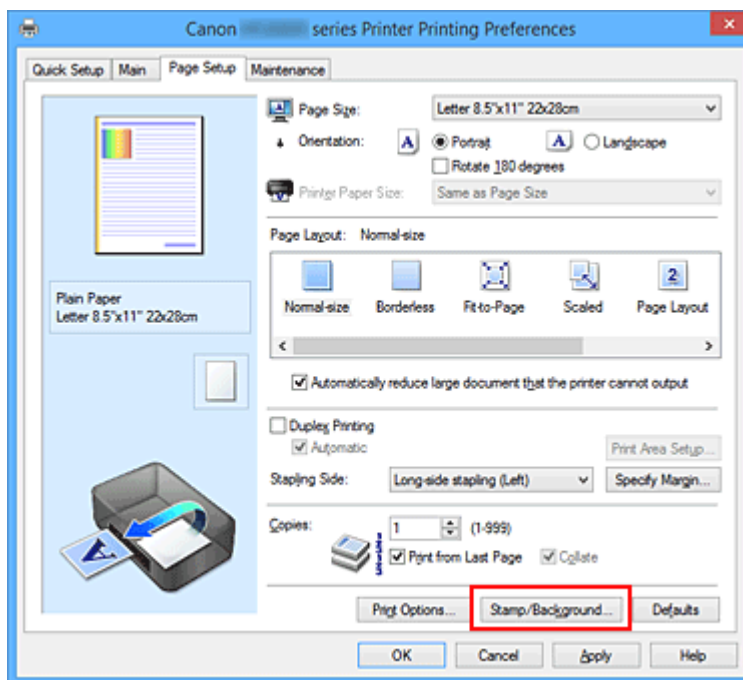 Canon series Printer Printing Preferences
Quick Setup Main Page Setup Maintenance
Page Size: Letter 8.5"x11" 22x28cm
Orientation: A Portrait A Landscape
Rotate 180 degrees
Printer Paper Size: Same as Page Size
Page Layout: Normal-size
2
Normal-size Borderless Fit-to-Page Scaled Page Layout
Plain Paper
Letter 8.5"x11" 22x28cm
Automatically reduce large document that the printer cannot output
Duplex Printing
Automatic
Print Area Setup...
Stapling Side: Long-side stapling (Left) Specify Margin...
Copies: 1 (1-999)
Print from Last Page Collate
A
Print Options... Stamp/Background... Defaults
OK Cancel Apply Help